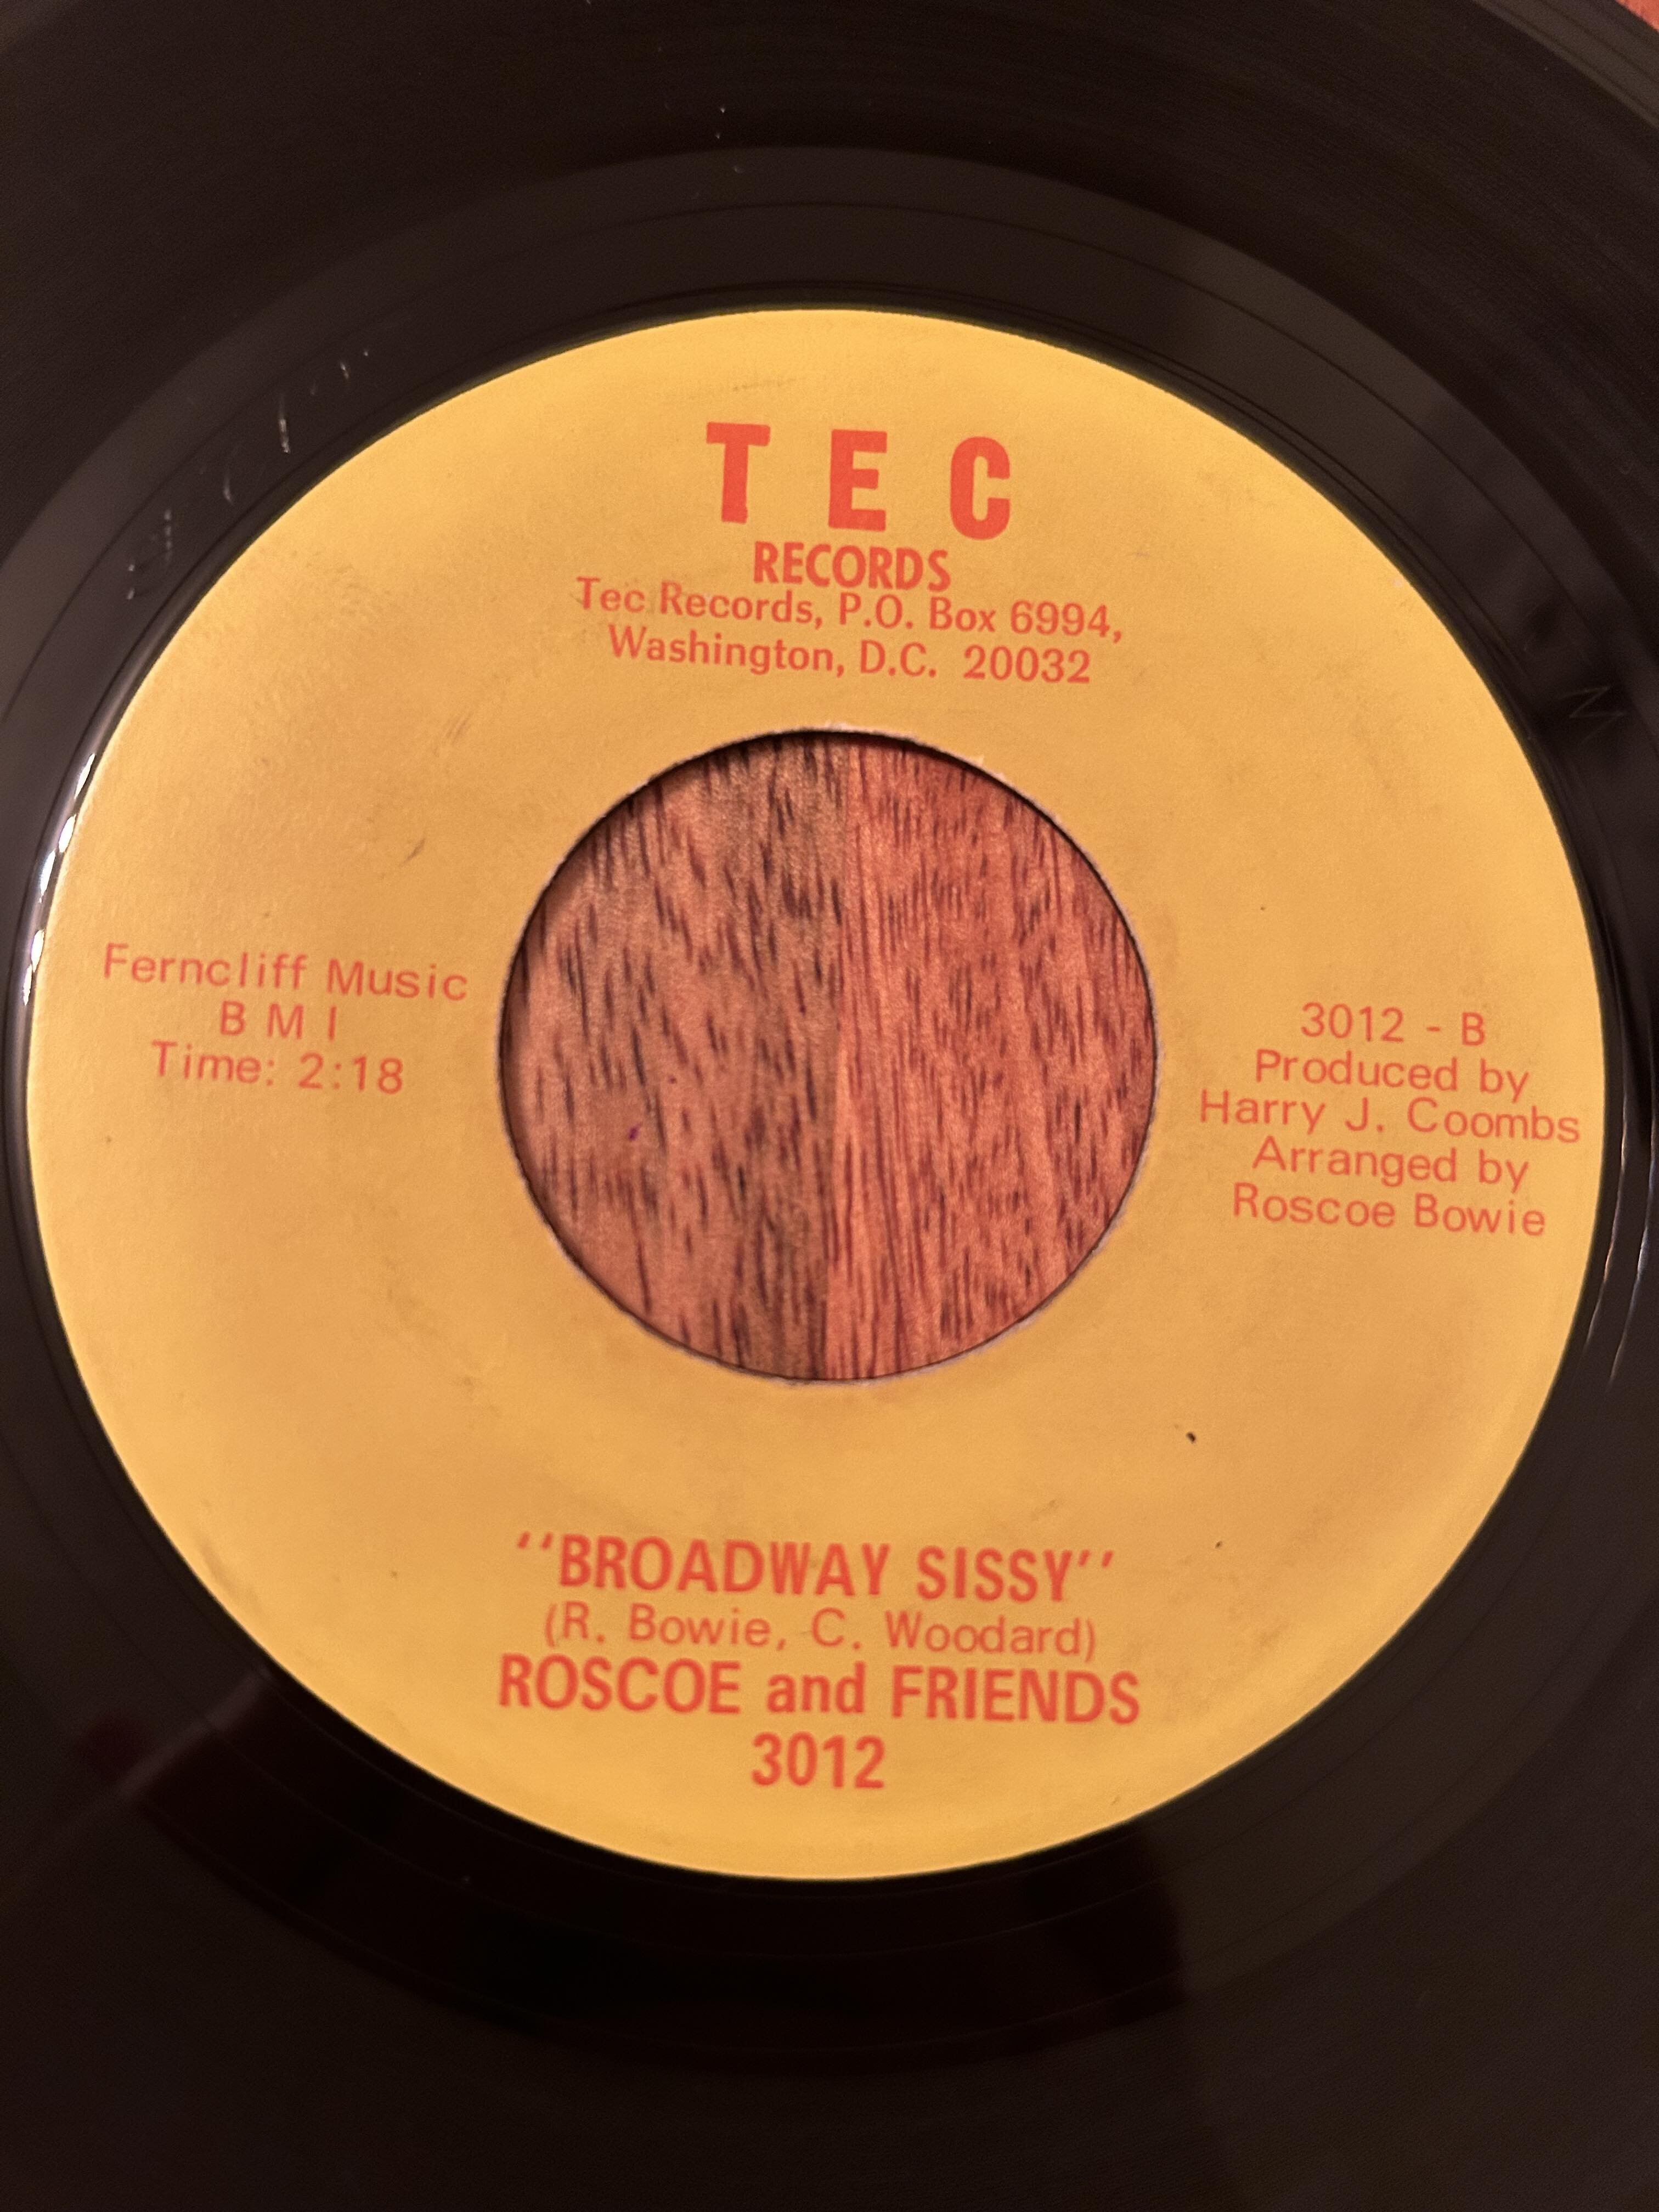 T E C
RECORDS
Tec Records, P.O. Box 6994,
Washington, D.C. 20032
Ferncliff Music
B M I
Time: 2:18
3012 - B
Produced by
Harry J. Coombs
Arranged by
Roscoe Bowie
''BROADWAY SISSY''
(R. Bowie, C. Woodard)
ROSCOE and FRIENDS
3012